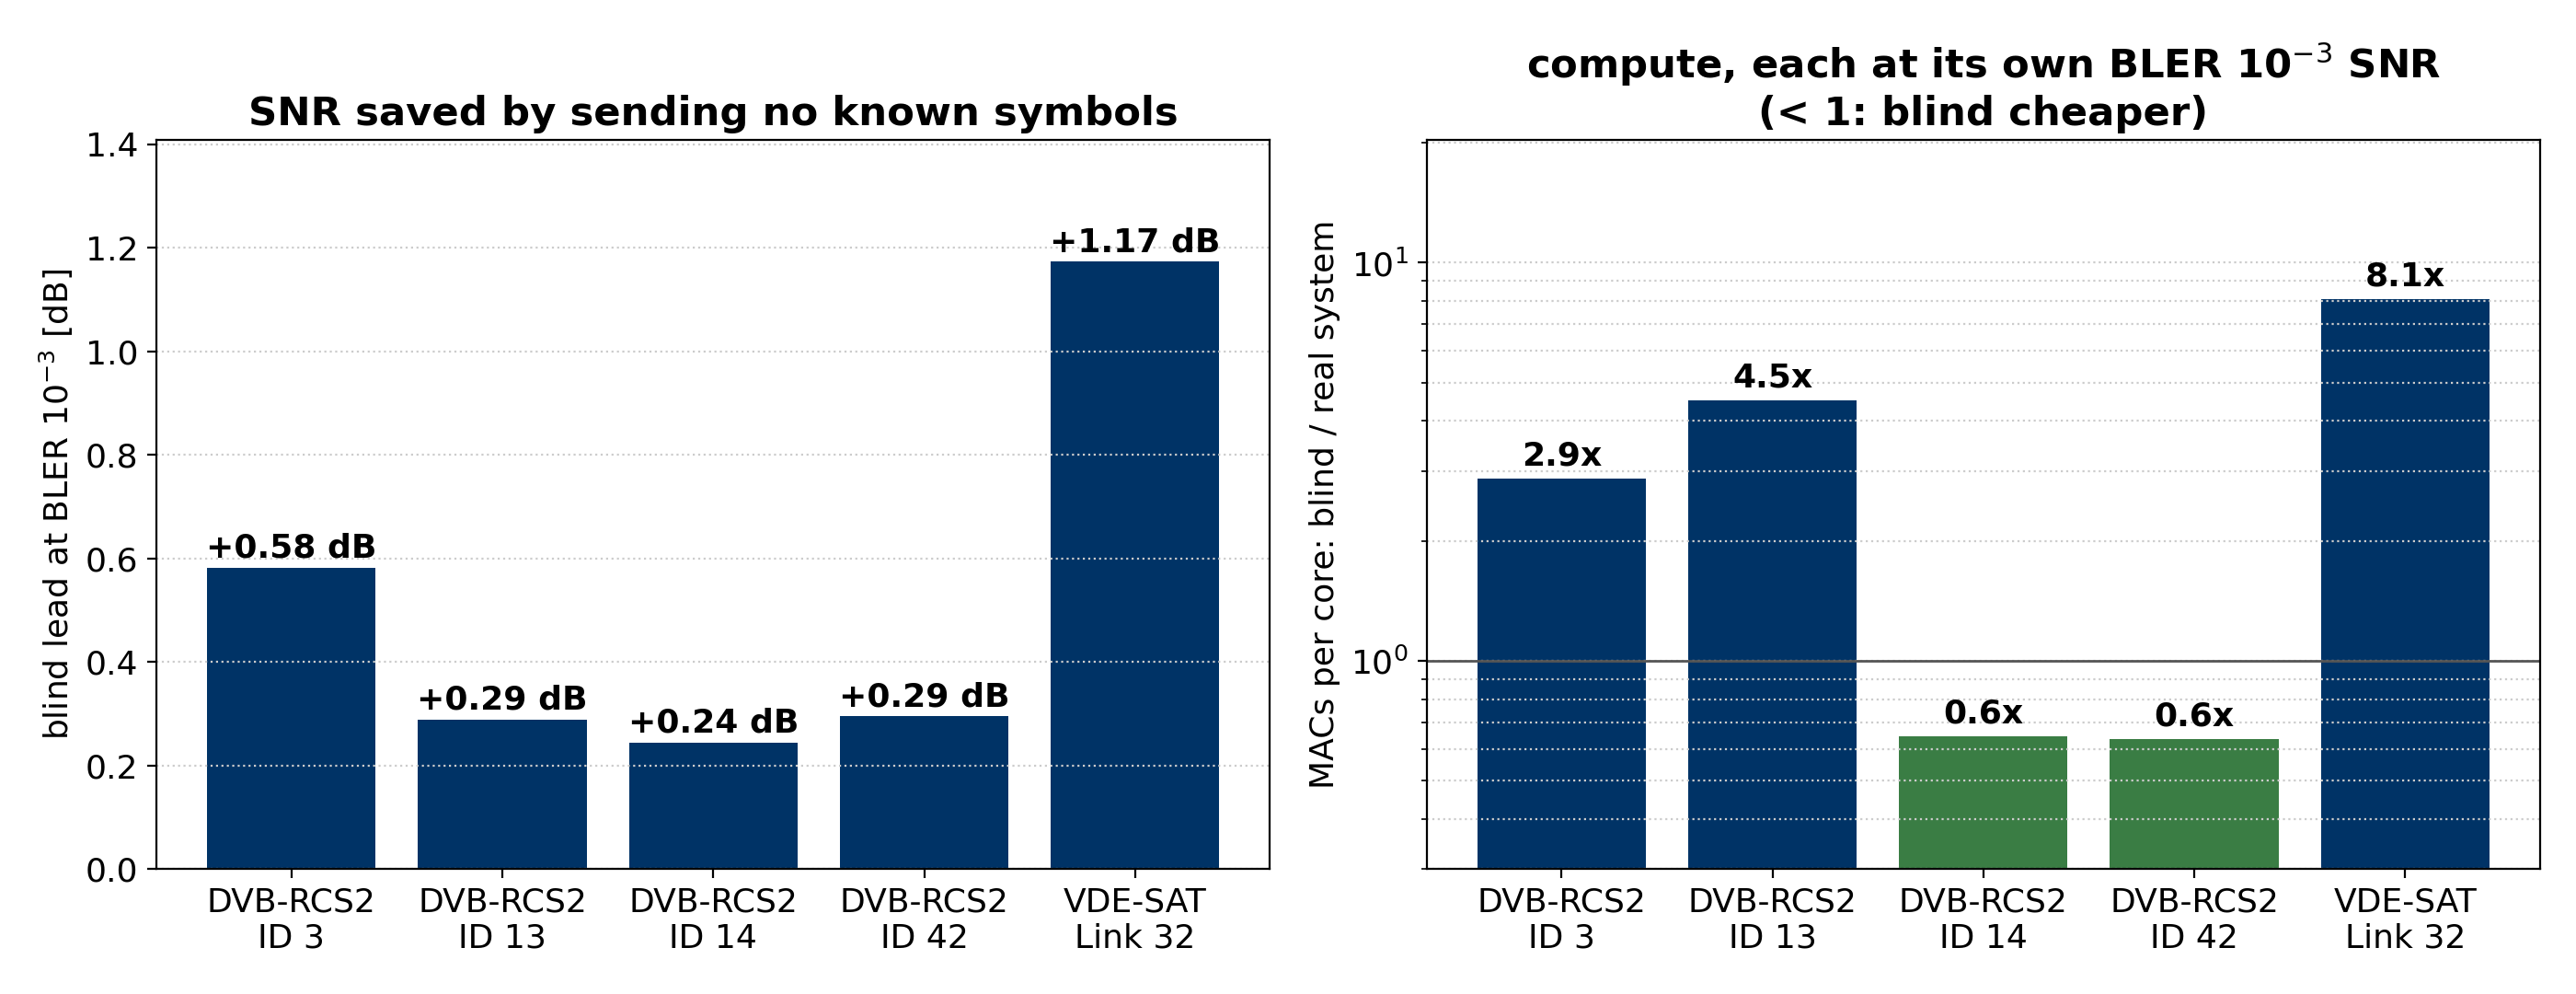 SNR saved by sending no known symbols
blind lead at BLER 10⁻³ [dB]
1.4
1.2
1.0
0.8
0.6
0.4
0.2
0.0
+0.58 dB
+0.29 dB
+0.24 dB
+0.29 dB
+1.17 dB
DVB-RCS2
ID 3
DVB-RCS2
ID 13
DVB-RCS2
ID 14
DVB-RCS2
ID 42
VDE-SAT
Link 32
compute, each at its own BLER 10⁻³ SNR
(< 1: blind cheaper)
MACs per core: blind / real system
10¹
10⁰
2.9x
4.5x
0.6x
0.6x
8.1x
DVB-RCS2
ID 3
DVB-RCS2
ID 13
DVB-RCS2
ID 14
DVB-RCS2
ID 42
VDE-SAT
Link 32